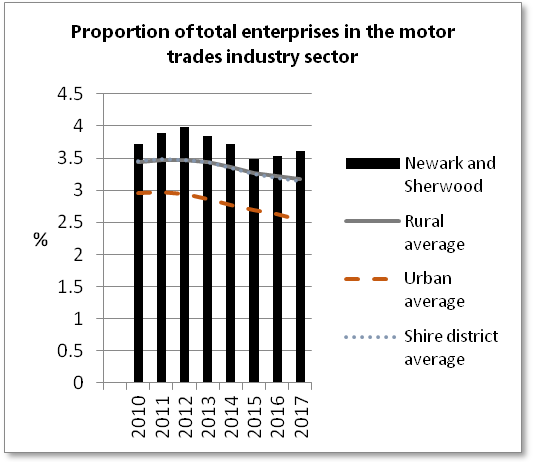 Proportion of total enterprises in the motor
trades industry sector
4.5
4
3.5
3
2.5
2
1.5
1
0.5
0
%
2010
2011
2012
2013
2014
2015
2016
2017
Newark and
Sherwood
Rural
average
Urban
average
Shire district
average